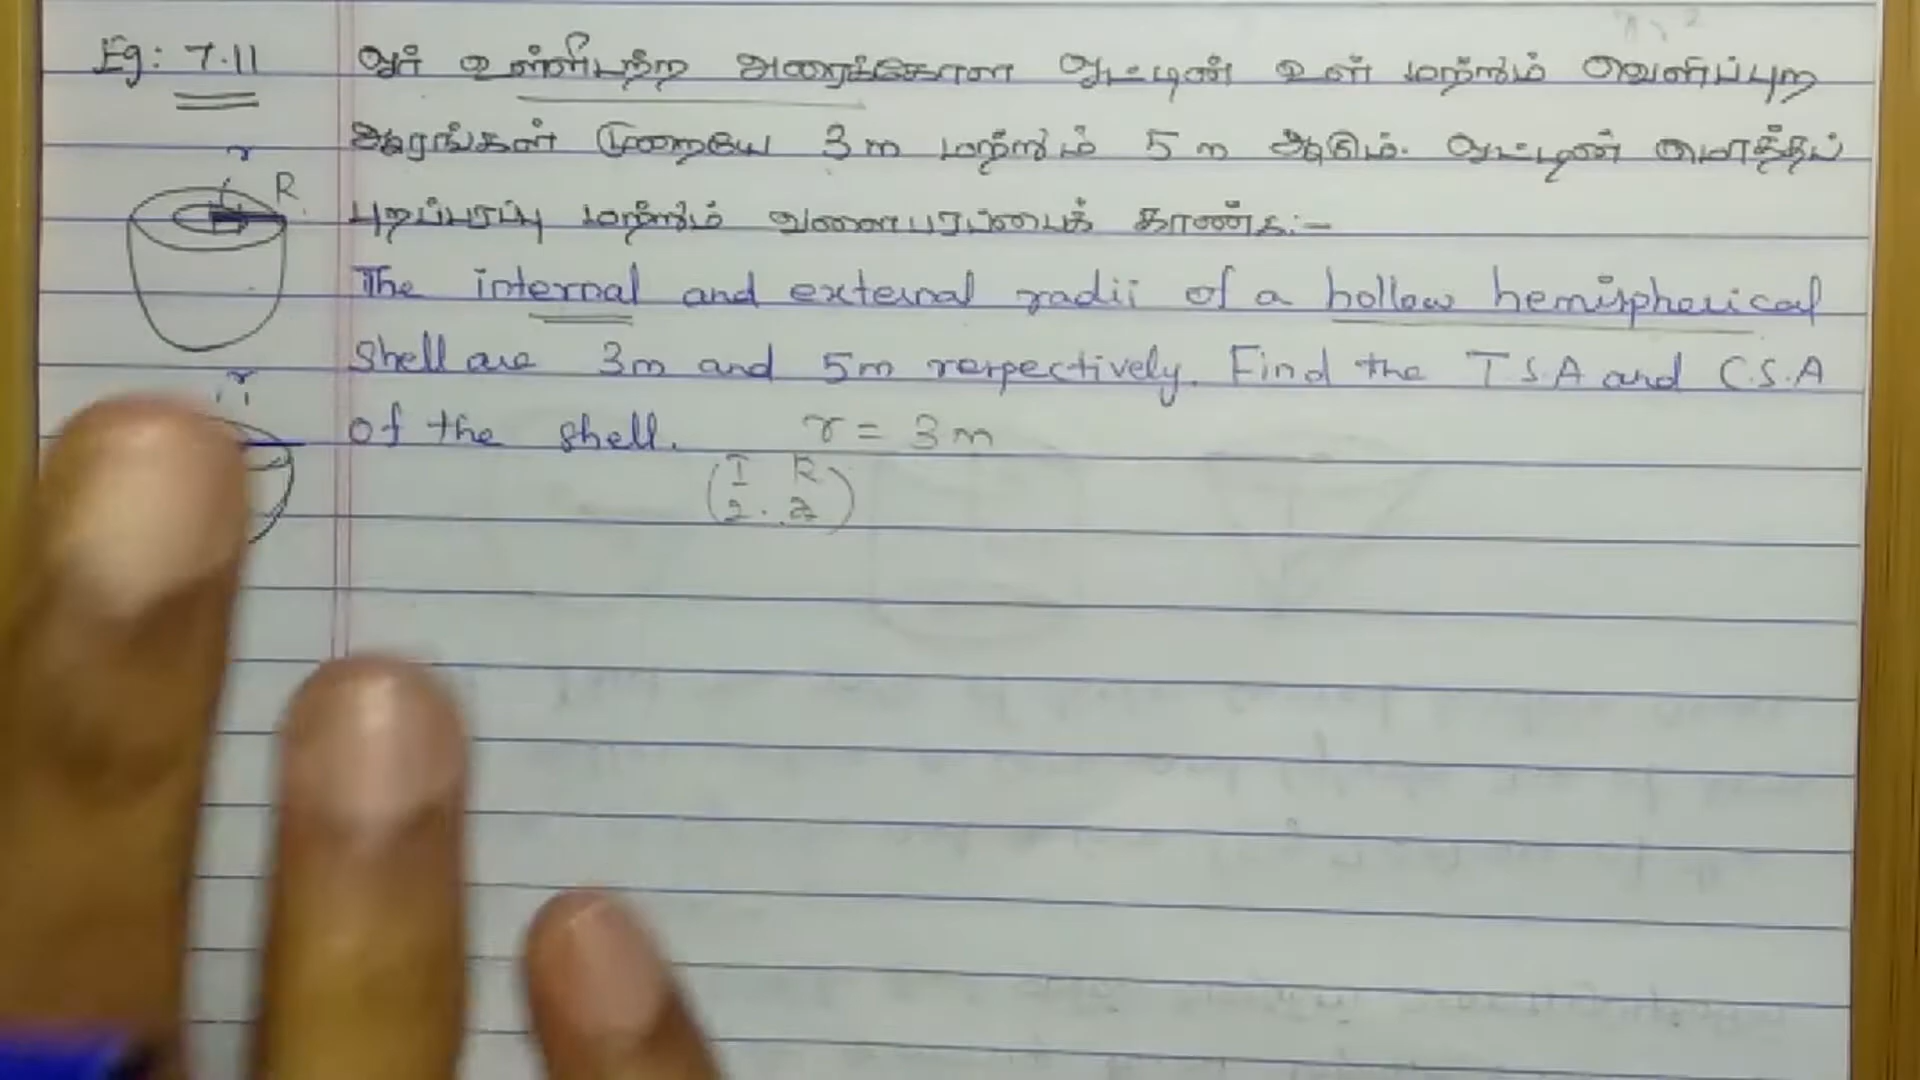 Eg: 7.11 ஓர் உள்ளீடற்ற அரைக்கோள ஓட்டின் உள் மற்றும் வெளிப்புற
ஆரங்கள் முறையே 3 m மற்றும் 5 m ஆகும். ஓட்டின் மொத்தப்
புறப்பரப்பு மற்றும் வளைபரப்பைக் காண்க:-
r
R
The internal and external radii of a hollow hemispherical
shell are 3m and 5m respectively. Find the T.S.A and C.S.A
r
of the shell. r = 3 m
I R